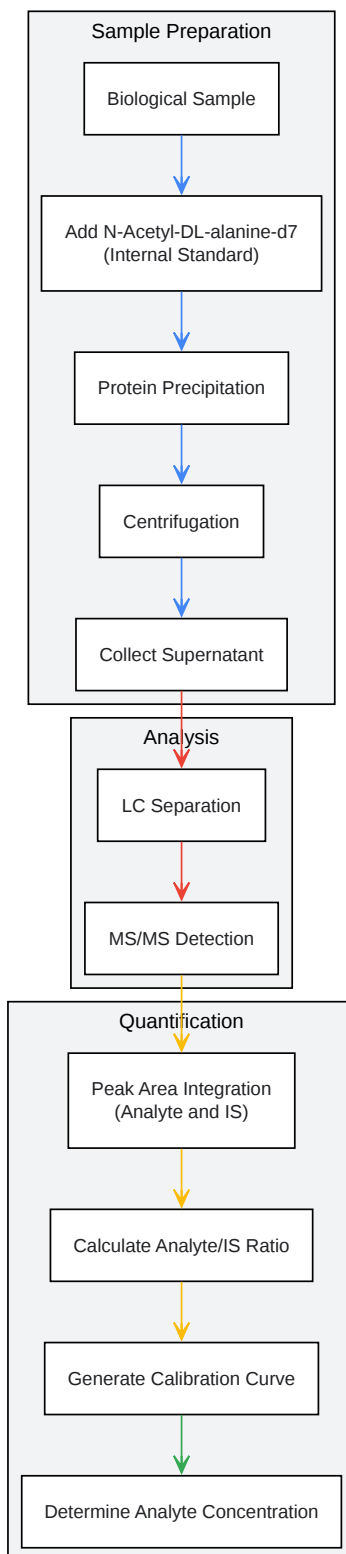 Sample Preparation
Biological Sample
Add N-Acetyl-DL-alanine-d7
(Internal Standard)
Protein Precipitation
Centrifugation
Collect Supernatant
Analysis
LC Separation
MS/MS Detection
Quantification
Peak Area Integration
(Analyte and IS)
Calculate Analyte/IS Ratio
Generate Calibration Curve
Determine Analyte Concentration